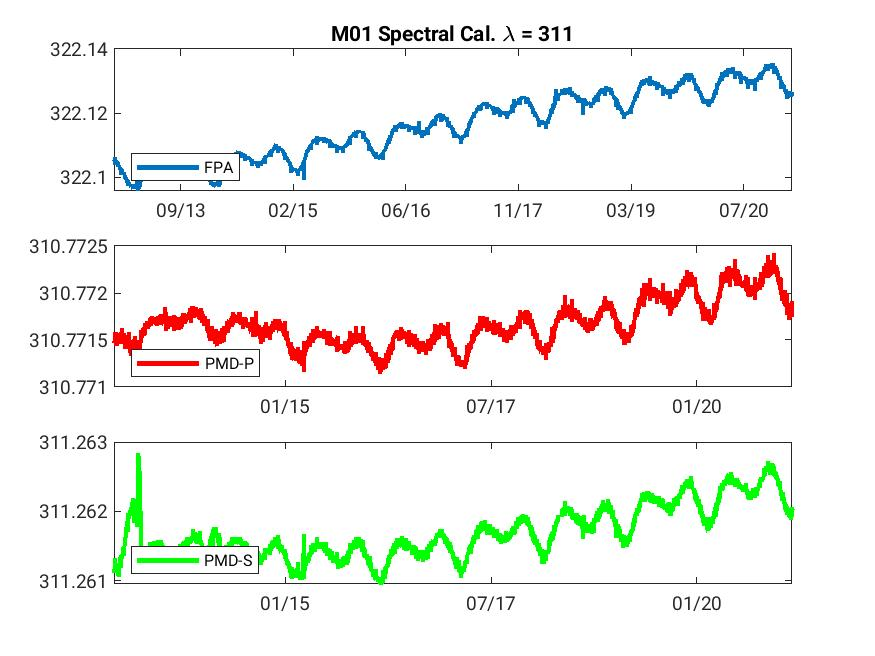 M01 Spectral Cal. λ = 311
322.14
322.12
322.1
FPA
09/13 02/15 06/16 11/17 03/19 07/20
310.7725
310.772
310.7715
310.771
PMD-P
01/15 07/17 01/20
311.263
311.262
311.261
PMD-S
01/15 07/17 01/20